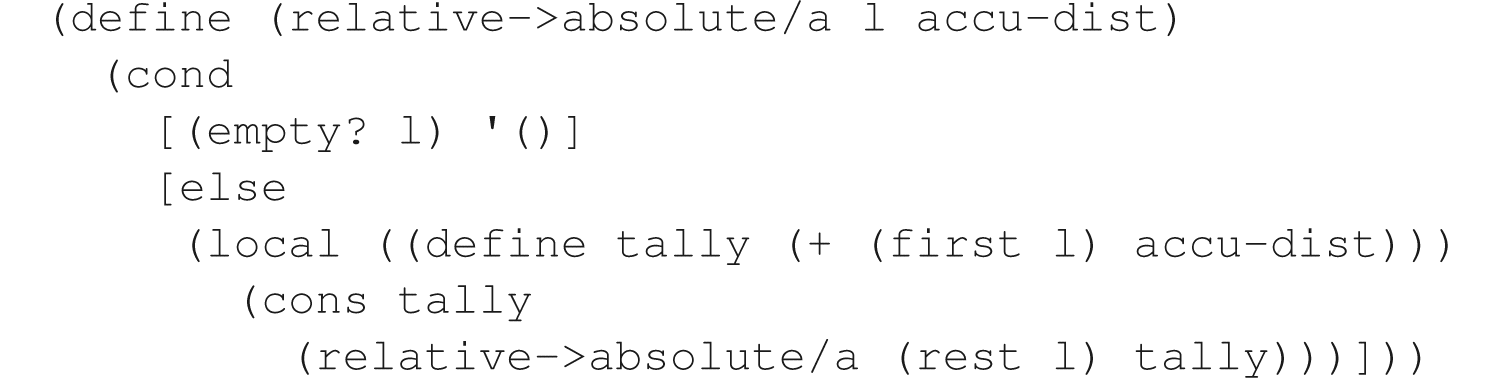 (define (relative->absolute/a l accu-dist)
  (cond
    [(empty? l) '()]
    [else
     (local ((define tally (+ (first l) accu-dist)))
       (cons tally
         (relative->absolute/a (rest l) tally)))]))